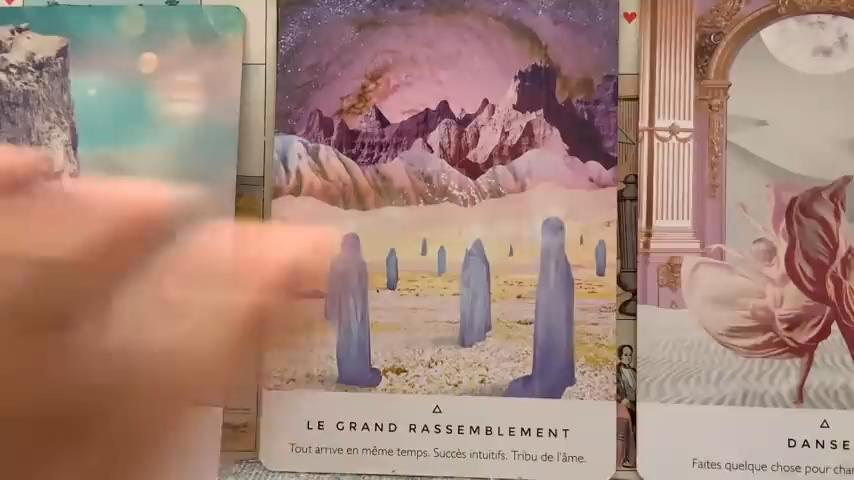 LE GRAND RASSEMBLEMENT
Tout arrive en même temps. Succès intuitifs. Tribu de l'âme.
DANSE
Faites quelque chose pour